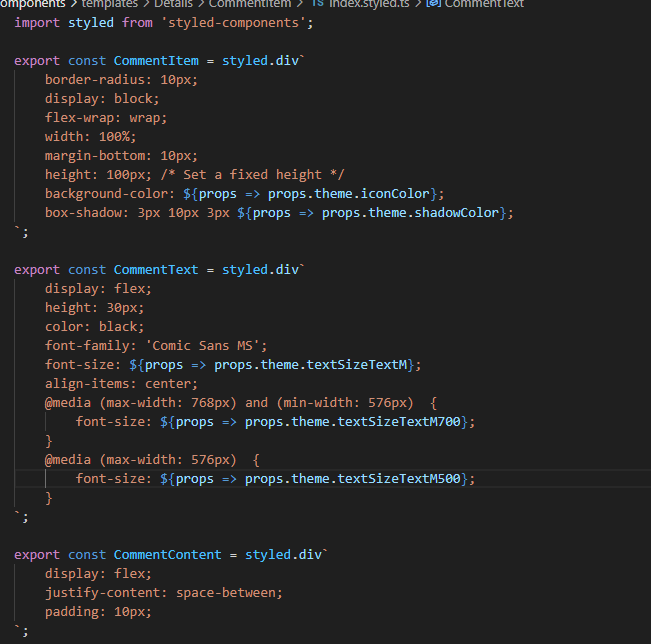 omponents > templates > Details > CommentItem > TS index.styled.ts > CommentText
import styled from 'styled-components';
export const CommentItem = styled.div`
    border-radius: 10px;
    display: block;
    flex-wrap: wrap;
    width: 100%;
    margin-bottom: 10px;
    height: 100px; /* Set a fixed height */
    background-color: ${props => props.theme.iconColor};
    box-shadow: 3px 10px 3px ${props => props.theme.shadowColor};
`;
export const CommentText = styled.div`
    display: flex;
    height: 30px;
    color: black;
    font-family: 'Comic Sans MS';
    font-size: ${props => props.theme.textSizeTextM};
    align-items: center;
    @media (max-width: 768px) and (min-width: 576px)  {
        font-size: ${props => props.theme.textSizeTextM700};
    }
    @media (max-width: 576px)  {
        font-size: ${props => props.theme.textSizeTextM500};
    }
`;
export const CommentContent = styled.div`
    display: flex;
    justify-content: space-between;
    padding: 10px;
`;